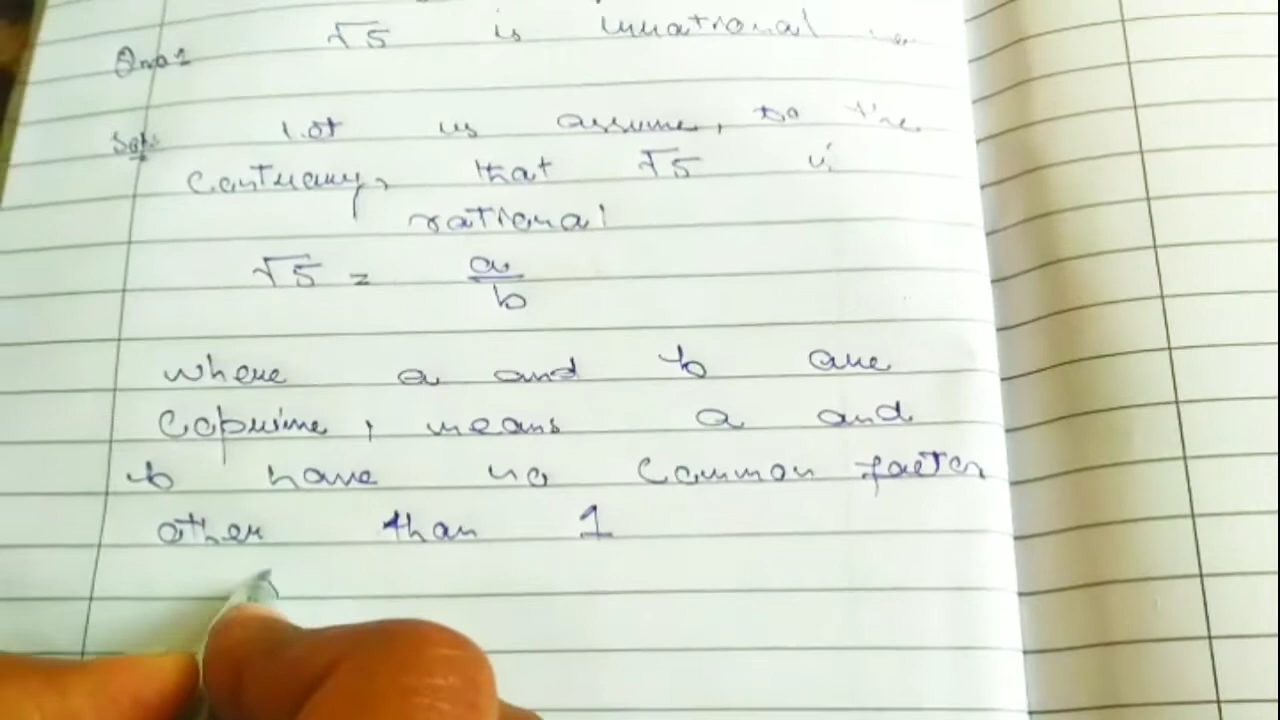 Qno1 √5 is irrational
Sol: Let us assume, to the
contrary, that √5 is
rational
√5 = a/b
where a and b are
Coprime, means a and
b have no common factor
other than 1